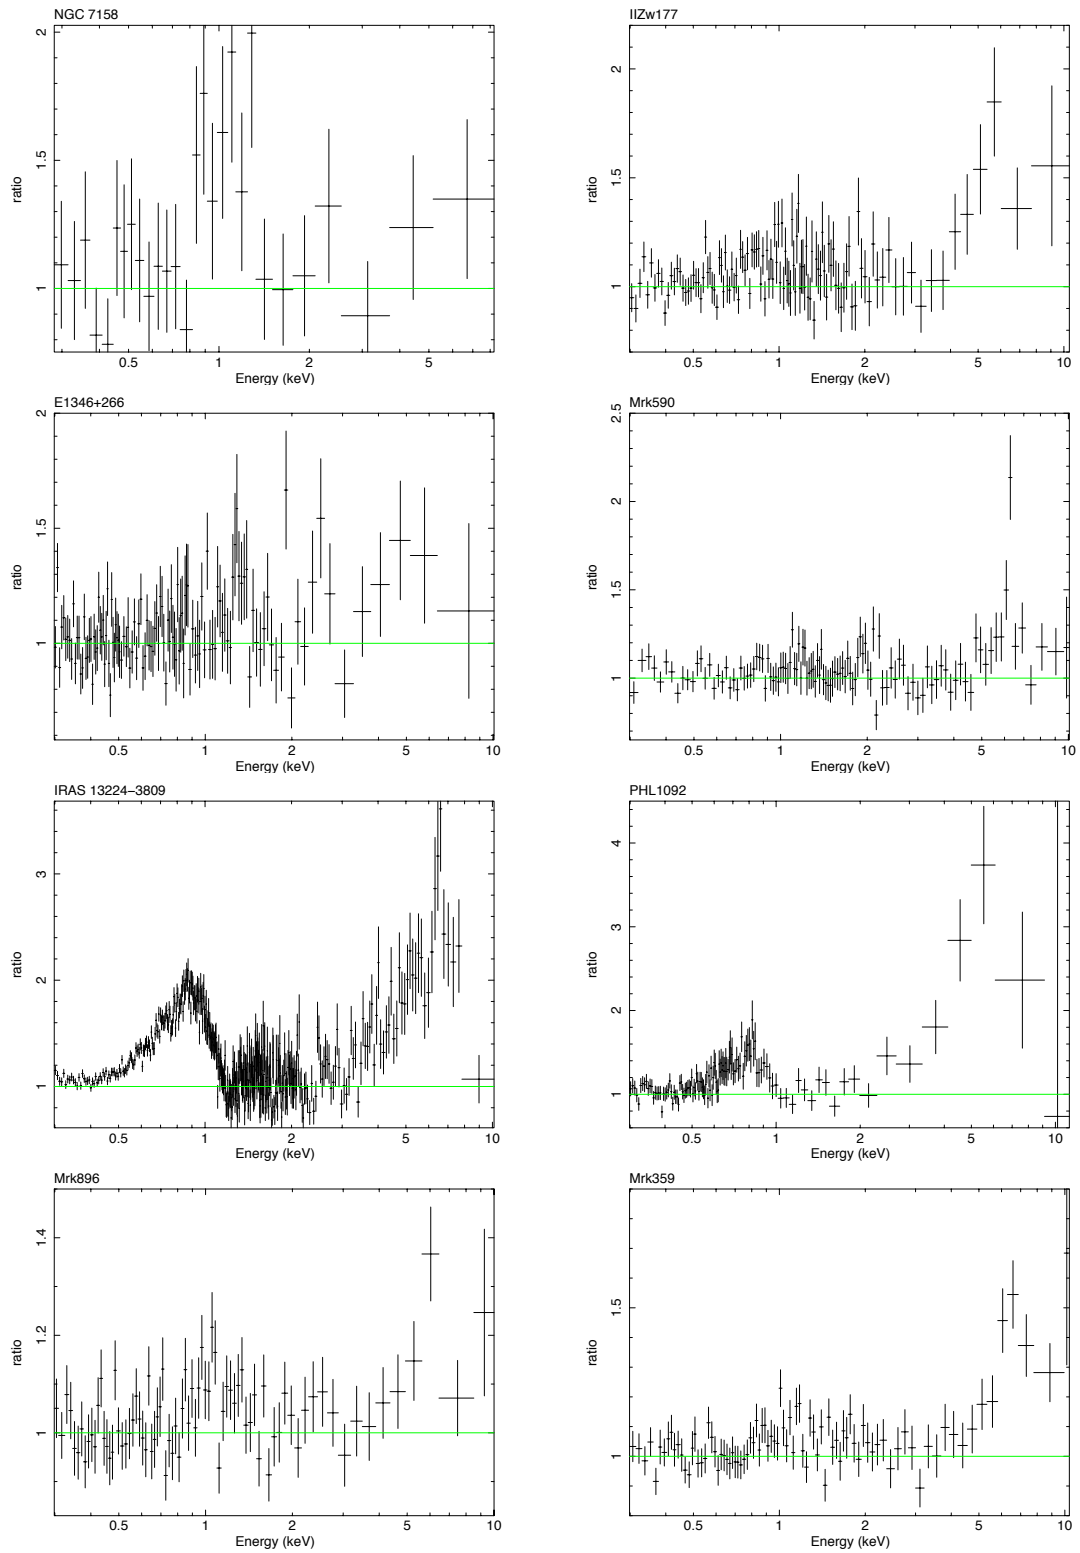 NGC 7158
2
1.5
1
ratio
0.5 1 2 5
Energy (keV)
IIZw177
2
1.5
1
ratio
0.5 1 2 5 10
Energy (keV)
E1346+266
2
1.5
1
ratio
0.5 1 2 5 10
Energy (keV)
Mrk590
2.5
2
1.5
1
ratio
0.5 1 2 5 10
Energy (keV)
IRAS 13224–3809
3
2
1
ratio
0.5 1 2 5 10
Energy (keV)
PHL1092
4
3
2
1
ratio
0.5 1 2 5 10
Energy (keV)
Mrk896
1.4
1.2
1
ratio
0.5 1 2 5 10
Energy (keV)
Mrk359
1.5
1
ratio
0.5 1 2 5 10
Energy (keV)